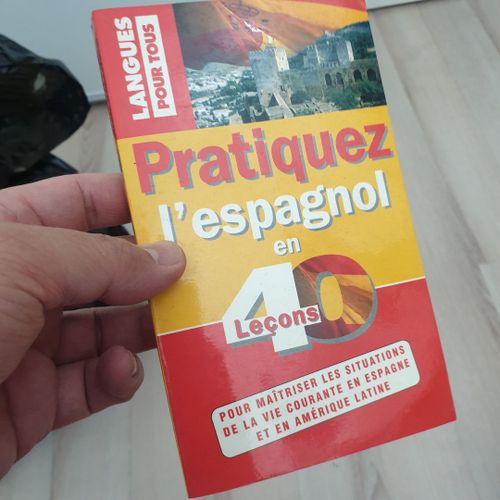 LANGUES
POUR TOUS
Pratiquez
l'espagnol
en
40
Leçons
POUR MAÎTRISER LES SITUATIONS
DE LA VIE COURANTE EN ESPAGNE
ET EN AMÉRIQUE LATINE